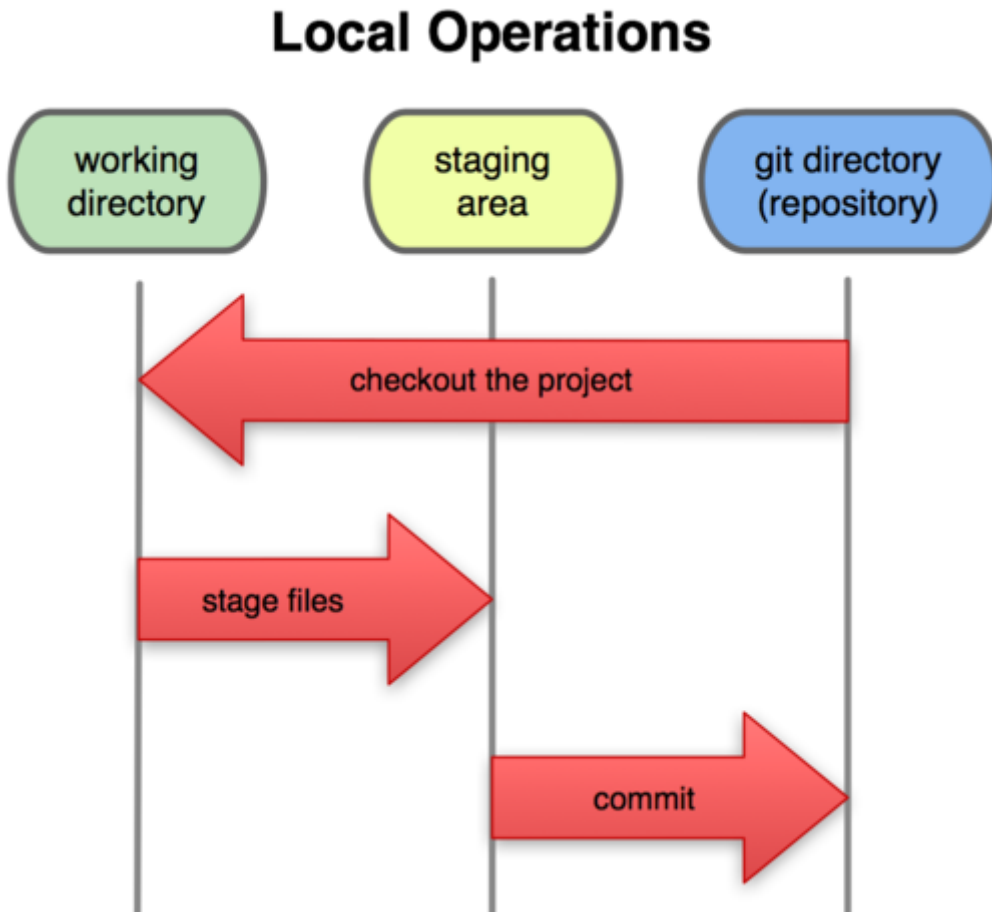 Local Operations
working
directory
staging
area
git directory
(repository)
checkout the project
stage files
commit